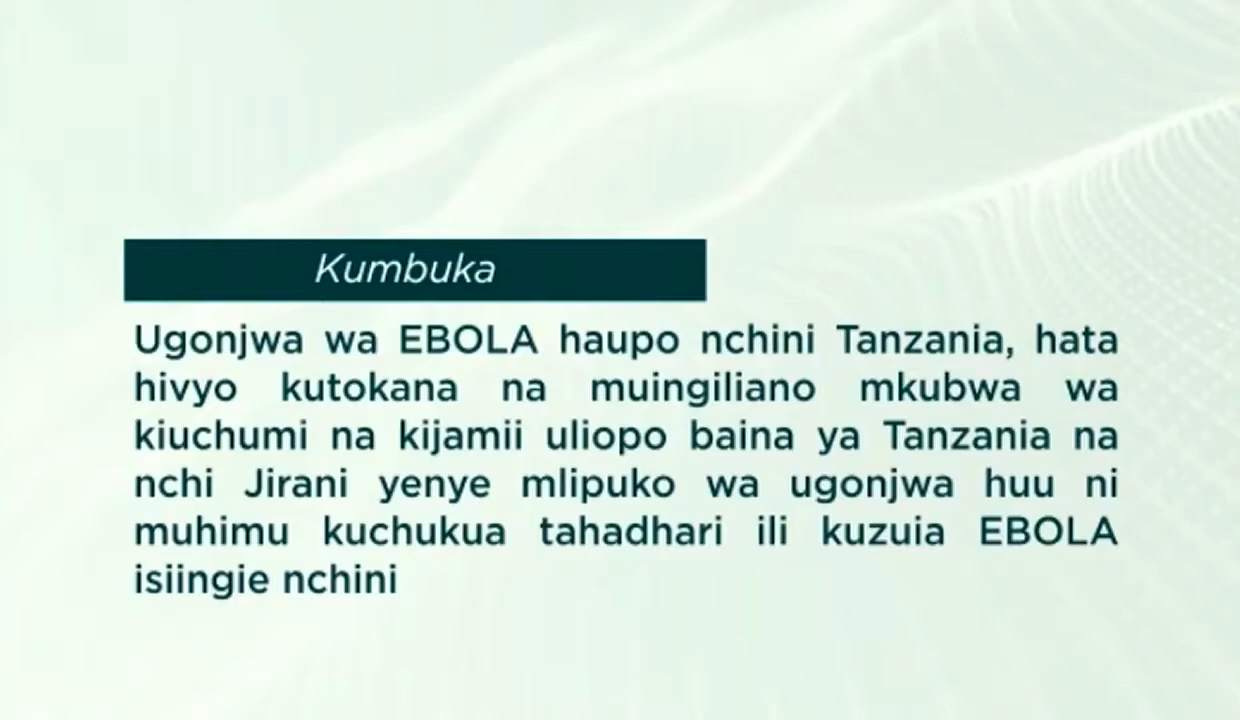 Kumbuka
Ugonjwa wa EBOLA haupo nchini Tanzania, hata
hivyo kutokana na muingiliano mkubwa wa
kiuchumi na kijamii uliopo baina ya Tanzania na
nchi Jirani yenye mlipuko wa ugonjwa huu ni
muhimu kuchukua tahadhari ili kuzuia EBOLA
isiingie nchini